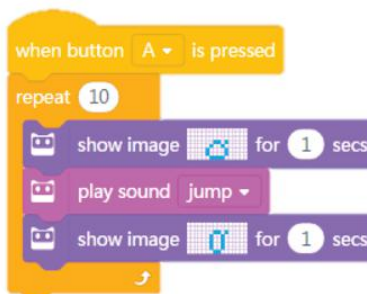 when button A is pressed
repeat 10
show image for 1 secs
play sound jump
show image for 1 secs